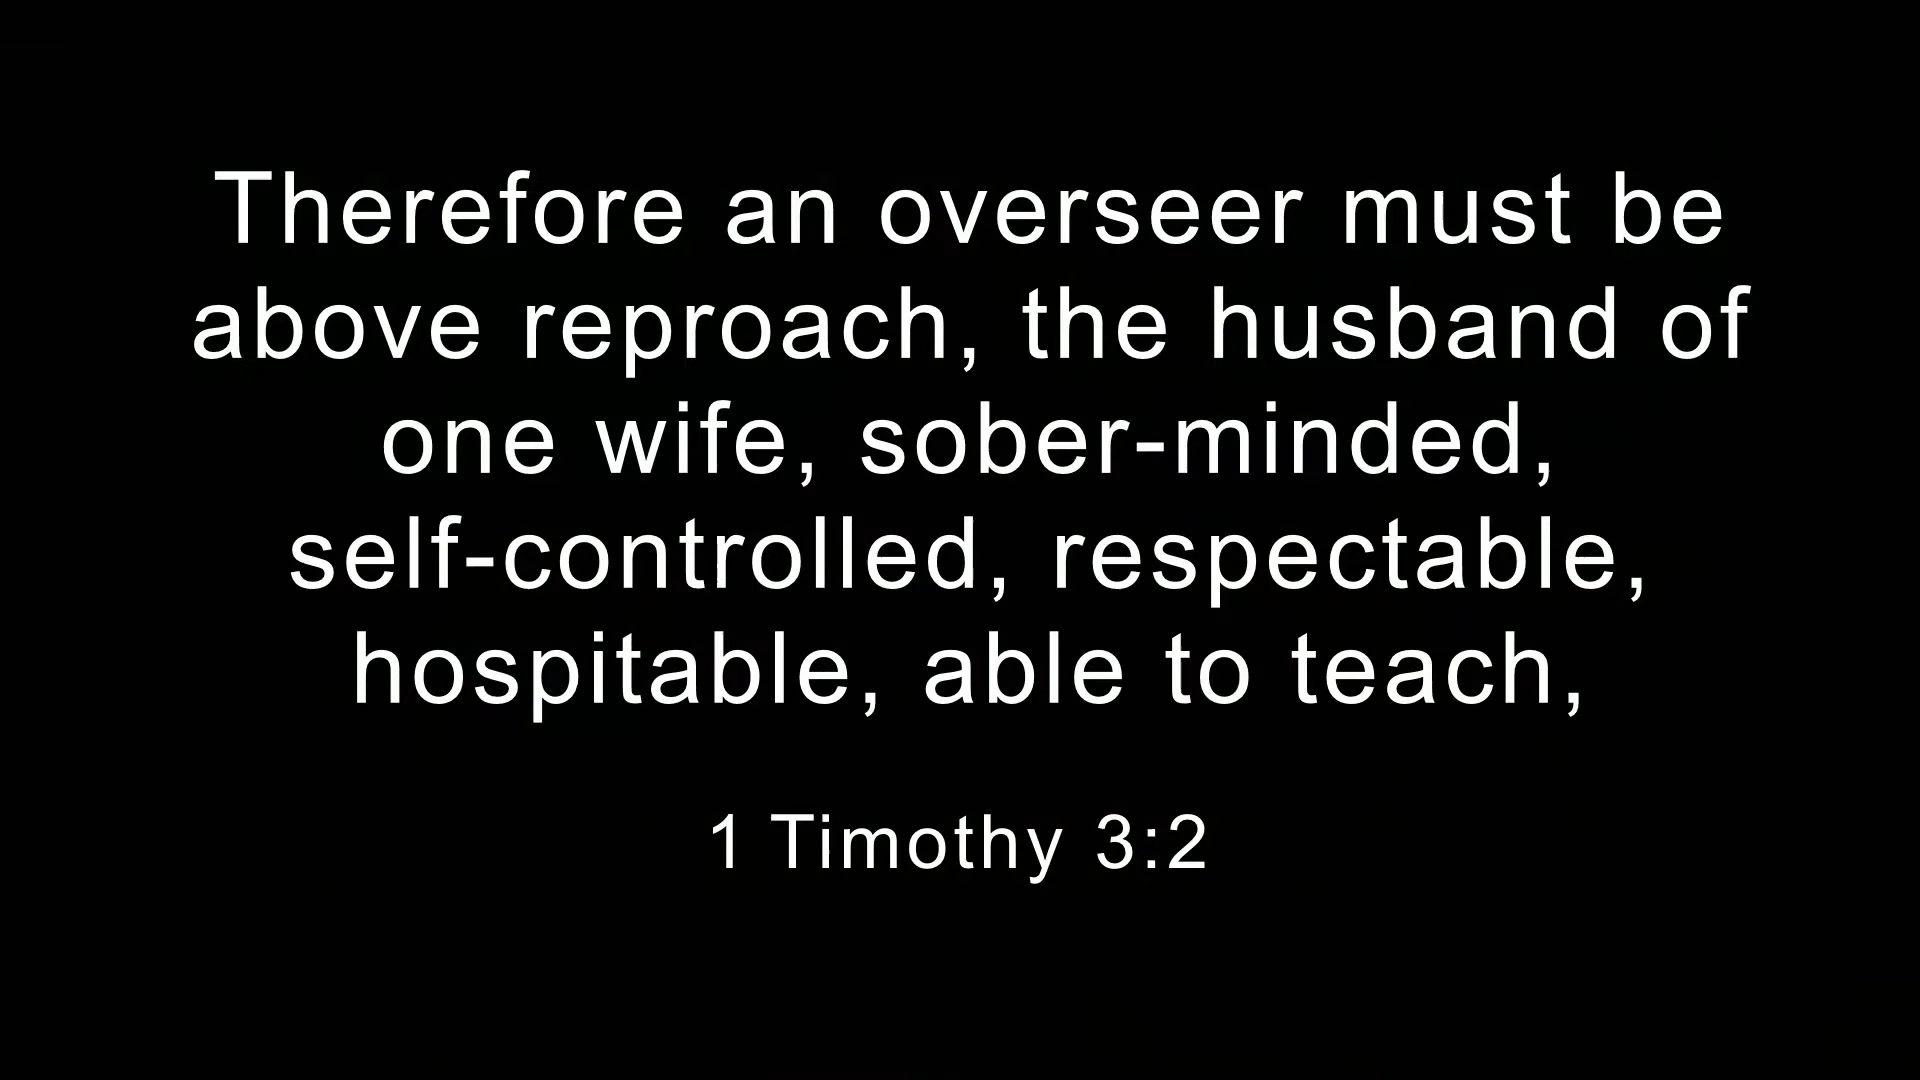 Therefore an overseer must be
above reproach, the husband of
one wife, sober-minded,
self-controlled, respectable,
hospitable, able to teach,
1 Timothy 3:2